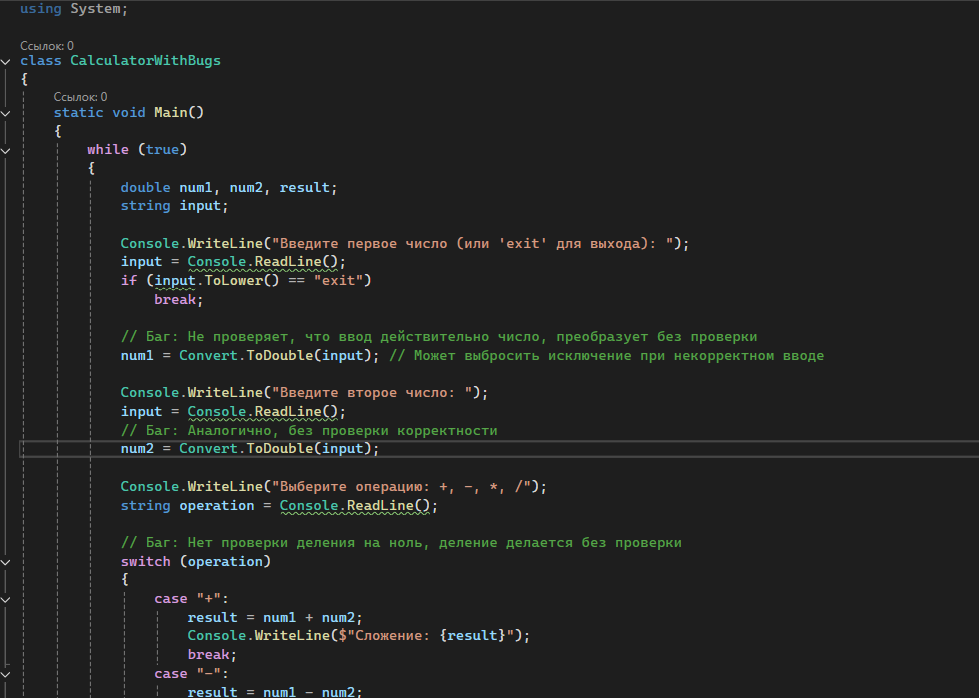 using System;
Ссылок: 0
class CalculatorWithBugs
{
Ссылок: 0
static void Main()
{
while (true)
{
double num1, num2, result;
string input;
Console.WriteLine("Введите первое число (или 'exit' для выхода): ");
input = Console.ReadLine();
if (input.ToLower() == "exit")
break;
// Баг: Не проверяет, что ввод действительно число, преобразует без проверки
num1 = Convert.ToDouble(input); // Может выбросить исключение при некорректном вводе
Console.WriteLine("Введите второе число: ");
input = Console.ReadLine();
// Баг: Аналогично, без проверки корректности
num2 = Convert.ToDouble(input);
Console.WriteLine("Выберите операцию: +, -, *, /");
string operation = Console.ReadLine();
// Баг: Нет проверки деления на ноль, деление делается без проверки
switch (operation)
{
case "+":
result = num1 + num2;
Console.WriteLine($"Сложение: {result}");
break;
case "-":
result = num1 - num2;